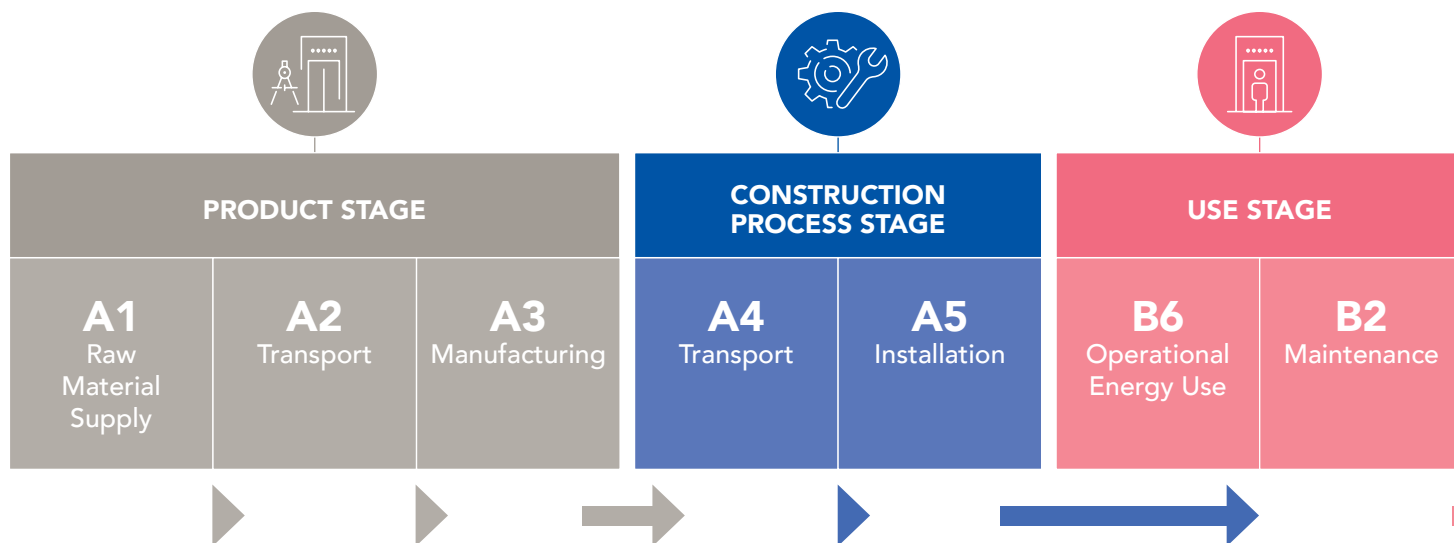 PRODUCT STAGE
CONSTRUCTION
PROCESS STAGE
USE STAGE
A1
Raw
Material
Supply
A2
Transport
A3
Manufacturing
A4
Transport
A5
Installation
B6
Operational
Energy Use
B2
Maintenance